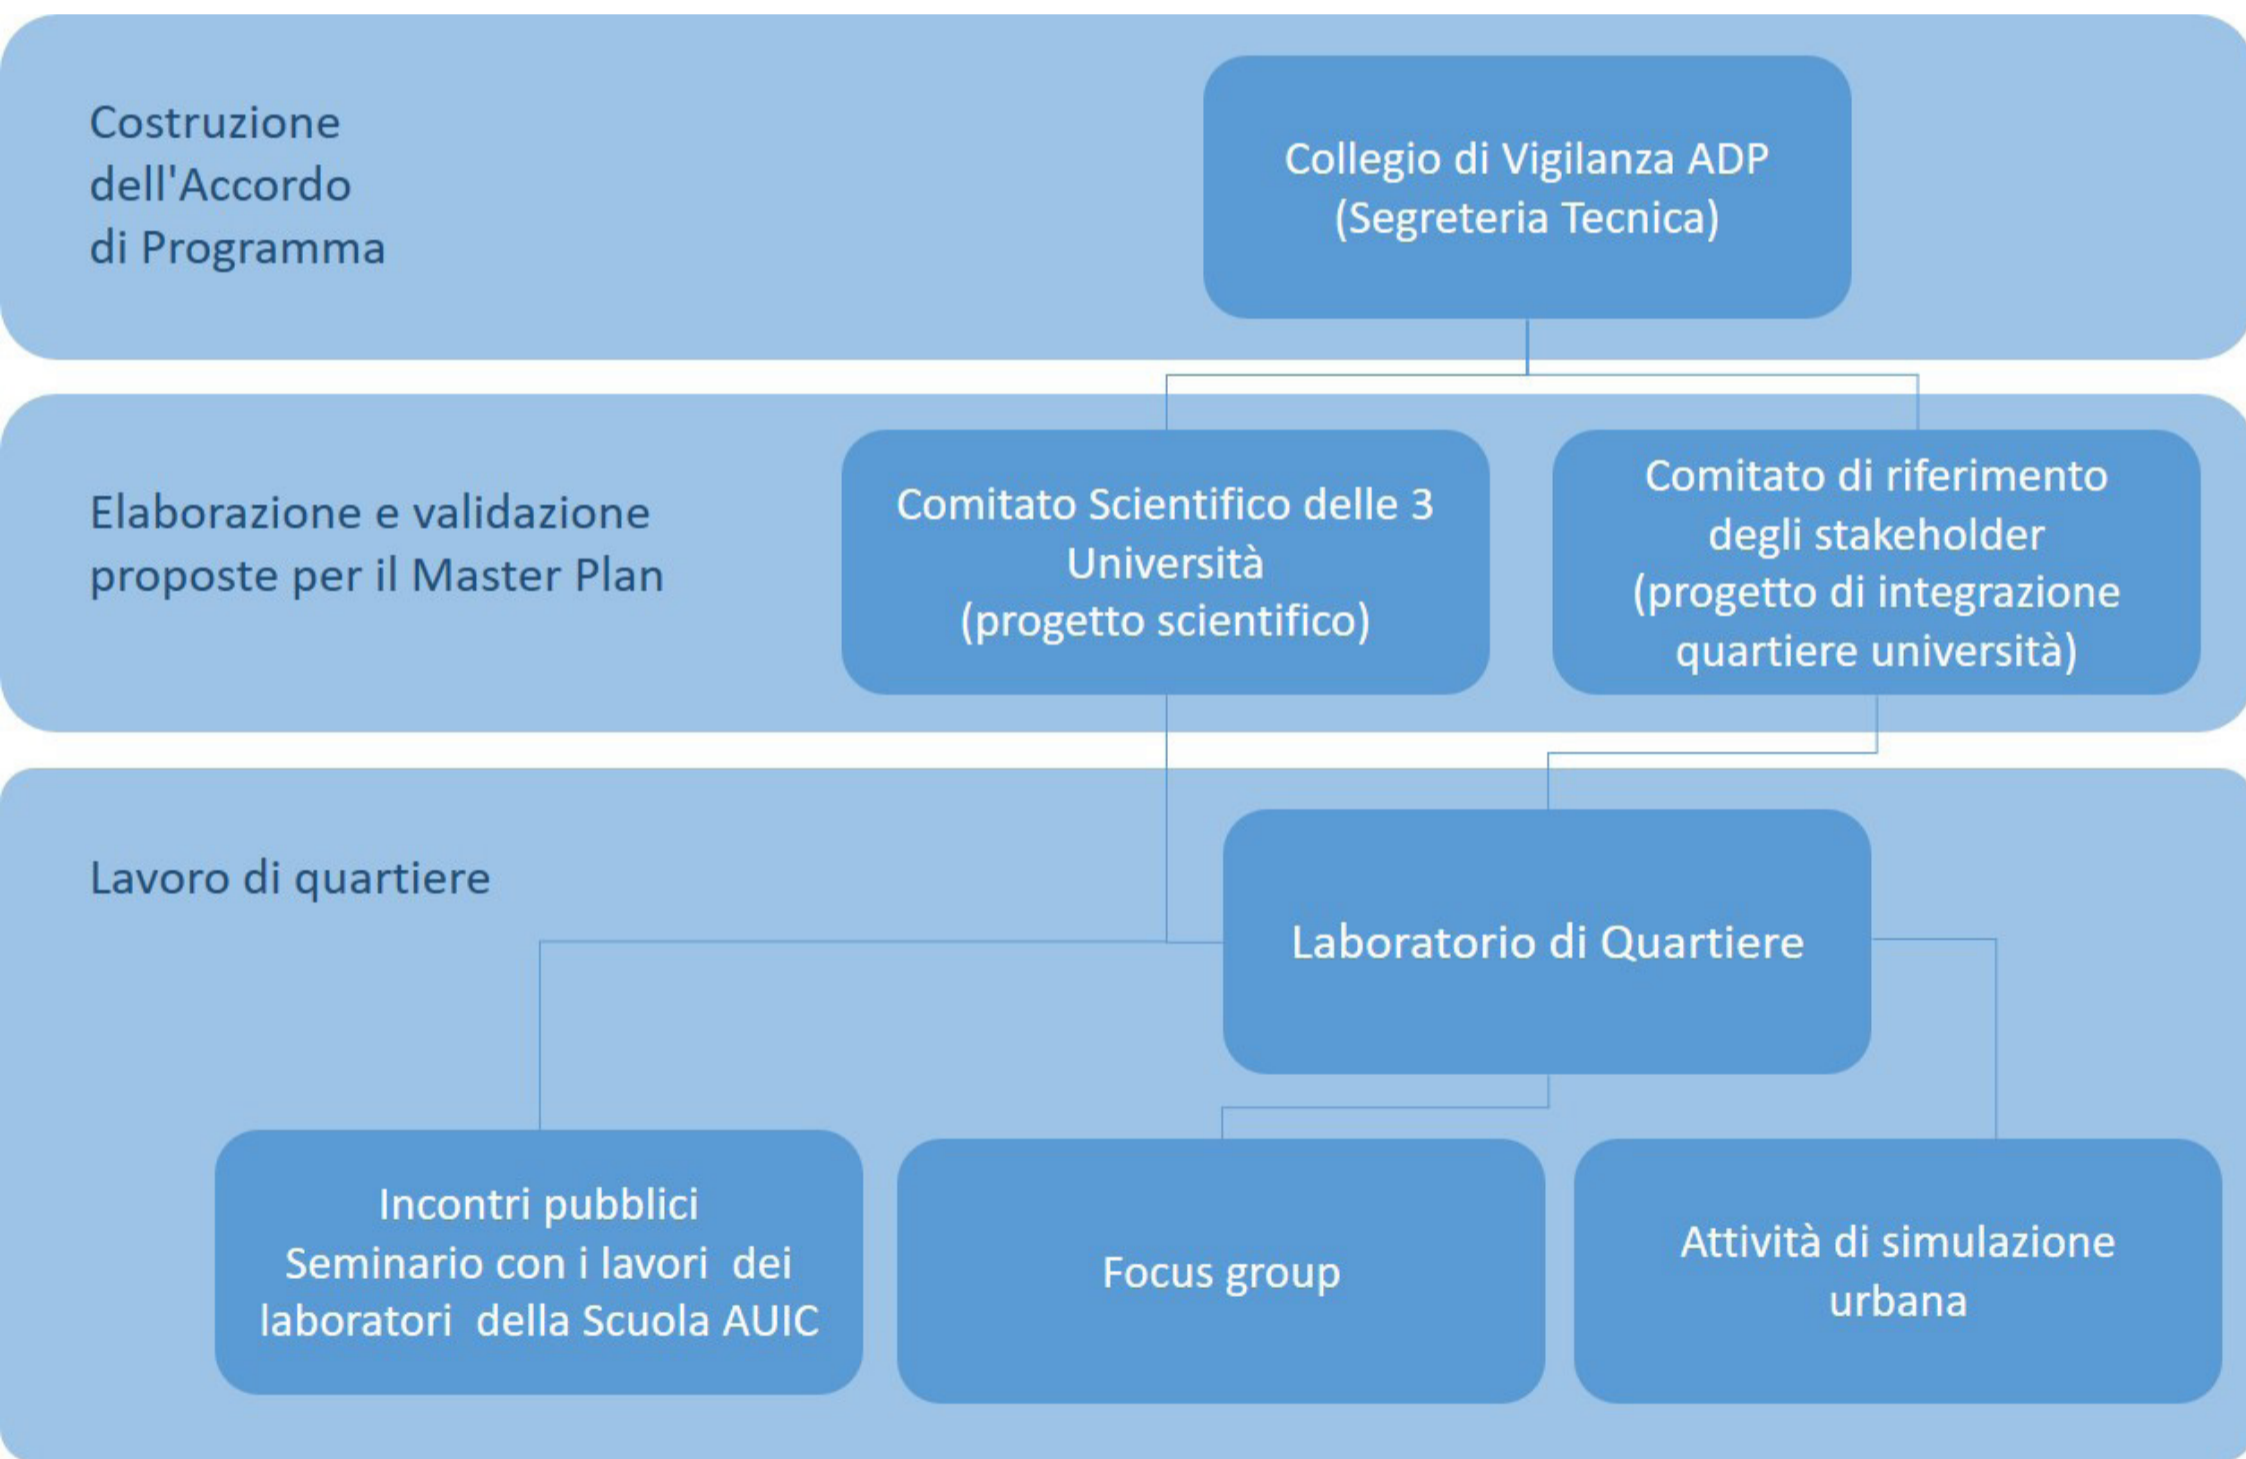 Costruzione
dell'Accordo
di Programma
Collegio di Vigilanza ADP
(Segreteria Tecnica)
Elaborazione e validazione
proposte per il Master Plan
Comitato Scientifico delle 3
Università
(progetto scientifico)
Comitato di riferimento
degli stakeholder
(progetto di integrazione
quartiere università)
Lavoro di quartiere
Laboratorio di Quartiere
Incontri pubblici
Seminario con i lavori dei
laboratori della Scuola AUIC
Focus group
Attività di simulazione
urbana